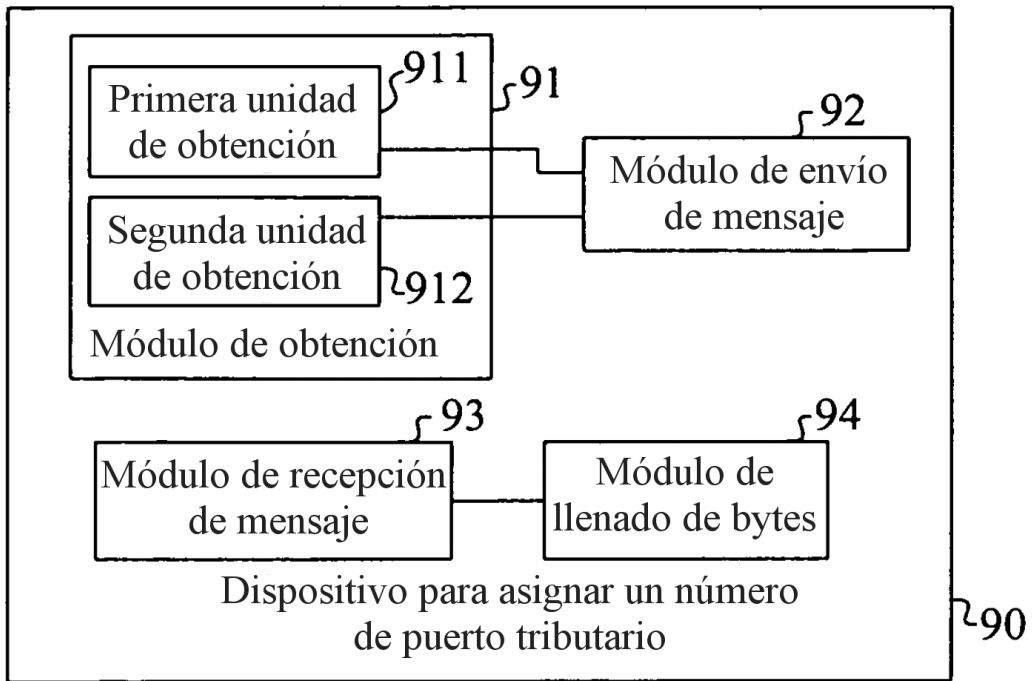 911
91
Primera unidad
de obtención
92
Módulo de envío
de mensaje
Segunda unidad
de obtención
912
Módulo de obtención
93
94
Módulo de recepción
de mensaje
Módulo de
llenado de bytes
Dispositivo para asignar un número
de puerto tributario
90